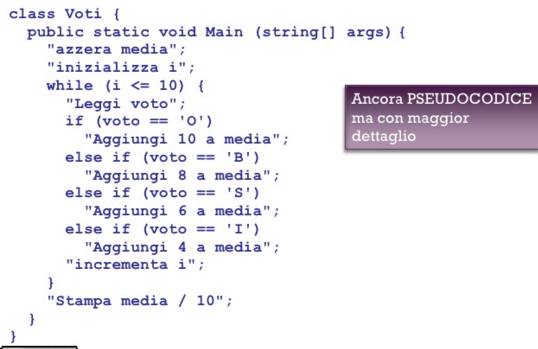 class Voti {
public static void Main (string[] args) {
"azzera media";
"inizializza i";
while (i <= 10) {
"Leggi voto";
if (voto == 'O')
"Aggiungi 10 a media";
else if (voto == 'B')
"Aggiungi 8 a media";
else if (voto == 'S')
"Aggiungi 6 a media";
else if (voto == 'I')
"Aggiungi 4 a media";
"incrementa i";
}
"Stampa media / 10";
}
}
Ancora PSEUDOCODICE
ma con maggior
dettaglio